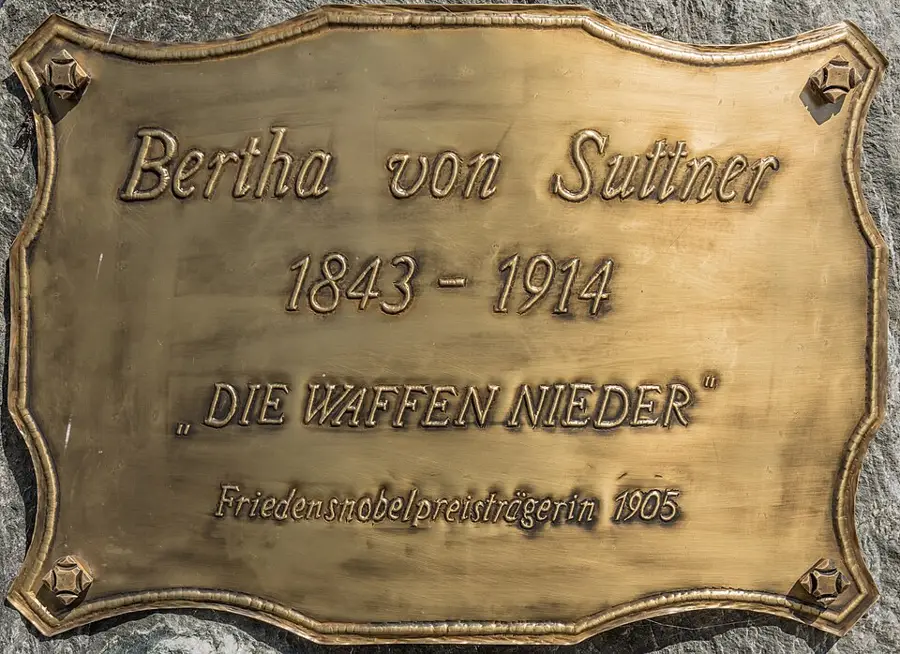 Bertha von Suttner
1843 - 1914
„DIE WAFFEN NIEDER“
Friedensnobelpreisträgerin 1905